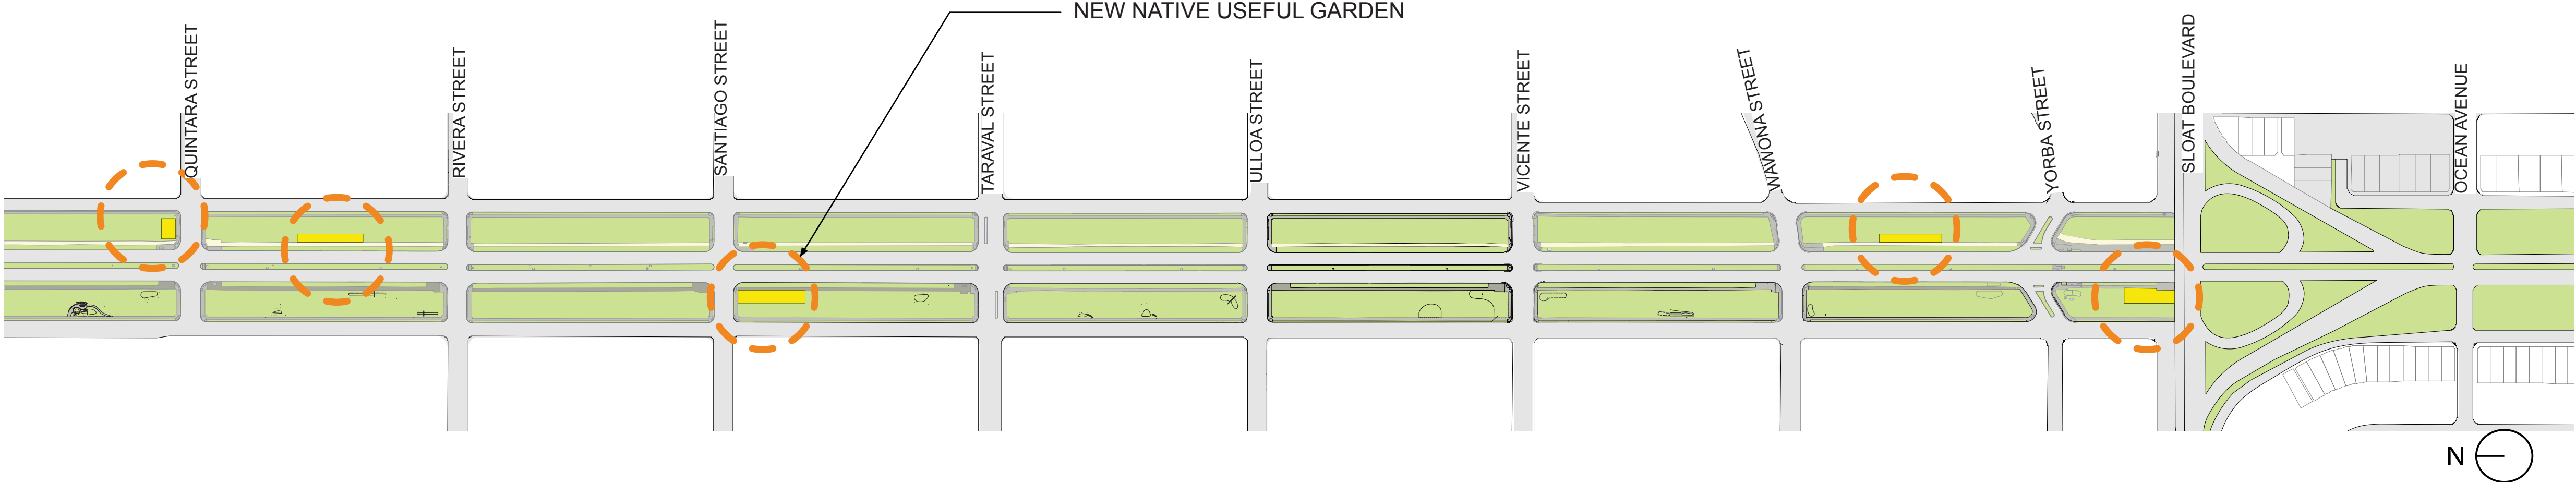 NEW NATIVE USEFUL GARDEN
QUINTARA STREET
RIVERA STREET
SANTIAGO STREET
TARAVAL STREET
ULLOA STREET
VICENTE STREET
WAWONA STREET
YORBA STREET
SLOAT BOULEVARD
OCEAN AVENUE
N